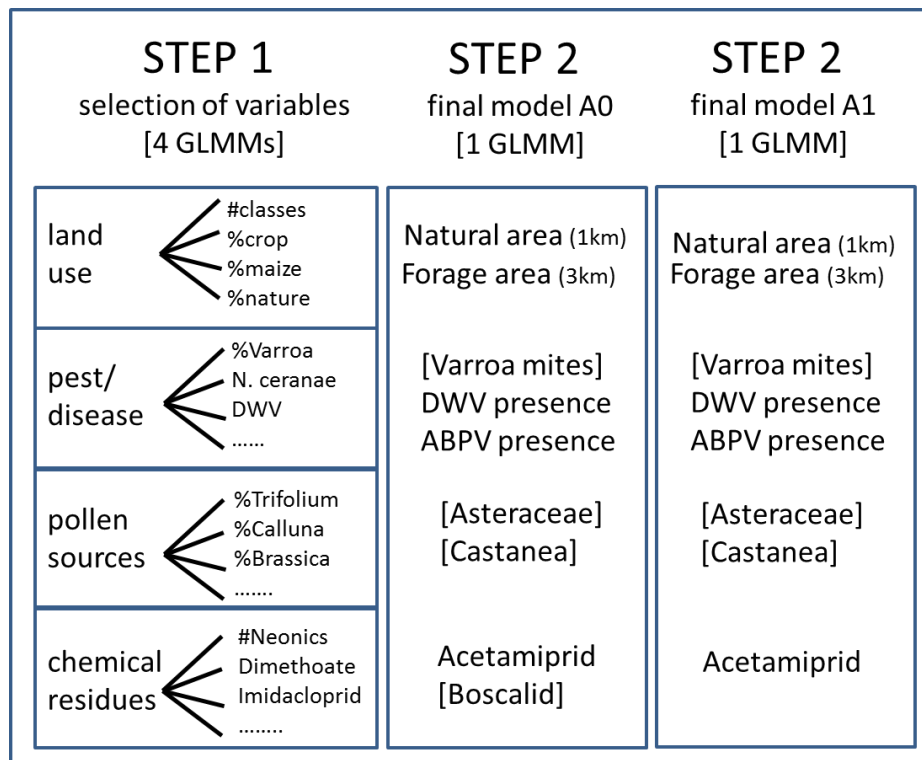 STEP 1
selection of variables
[4 GLMMs]
STEP 2
final model A0
[1 GLMM]
STEP 2
final model A1
[1 GLMM]
land
use
#classes
%crop
%maize
%nature
Natural area (1km)
Forage area (3km)
Natural area (1km)
Forage area (3km)
pest/
disease
%Varroa
N. ceranae
DWV
......
[Varroa mites]
DWV presence
ABPV presence
[Varroa mites]
DWV presence
ABPV presence
pollen
sources
%Trifolium
%Calluna
%Brassica
.......
[Asteraceae]
[Castanea]
[Asteraceae]
[Castanea]
chemical
residues
#Neonics
Dimethoate
Imidacloprid
........
Acetamiprid
[Boscalid]
Acetamiprid